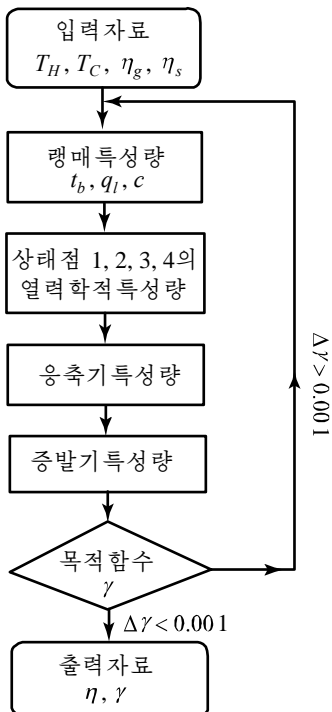 입력자료
T_H, T_C, η_g, η_s
랭매특성량
t_b, q_l, c
상태점 1, 2, 3, 4의
열력학적특성량
응축기특성량
증발기특성량
목적함수
γ
Δγ>0.001
Δγ<0.001
출력자료
η, γ